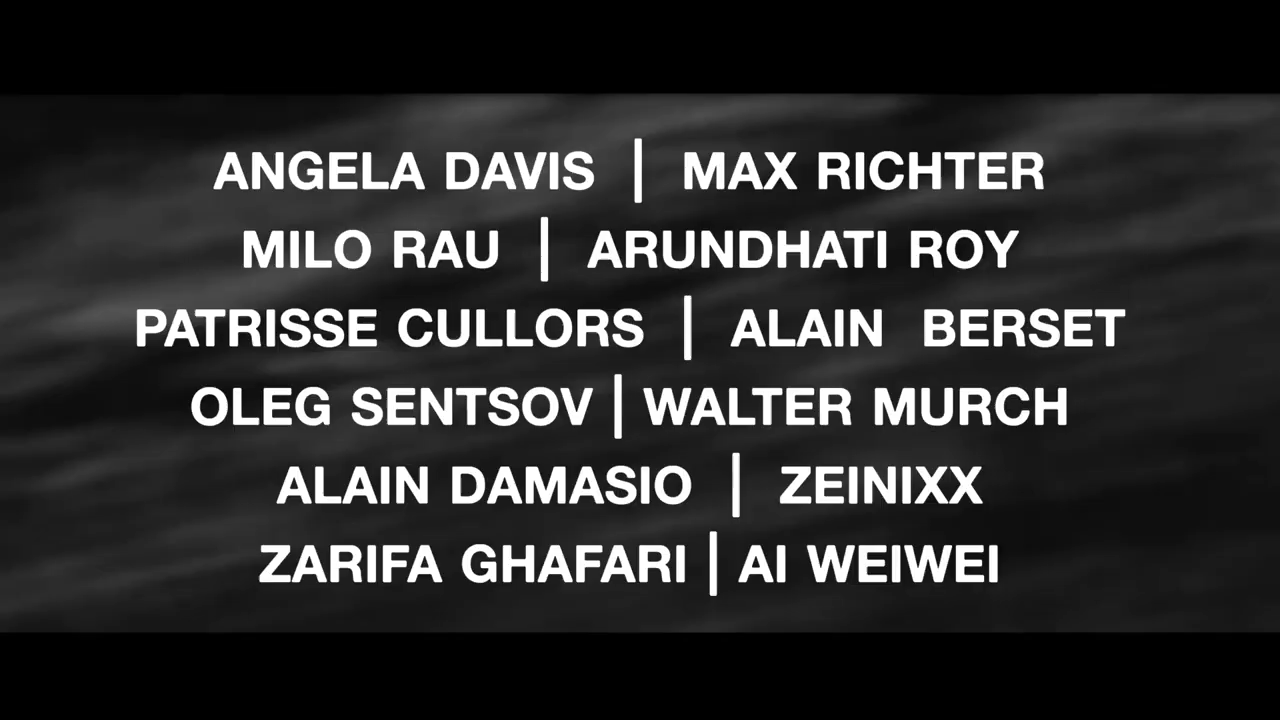 ANGELA DAVIS | MAX RICHTER
MILO RAU | ARUNDHATI ROY
PATRISSE CULLORS | ALAIN BERSET
OLEG SENTSOV | WALTER MURCH
ALAIN DAMASIO | ZEINIXX
ZARIFA GHAFARI | AI WEIWEI